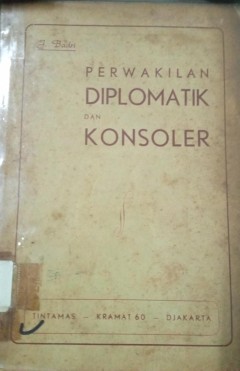 PERWAKILAN
DIPLOMATIK
DAN
KONSOLER
TINTAMAS – KRAMAT 60 – DJAKARTA